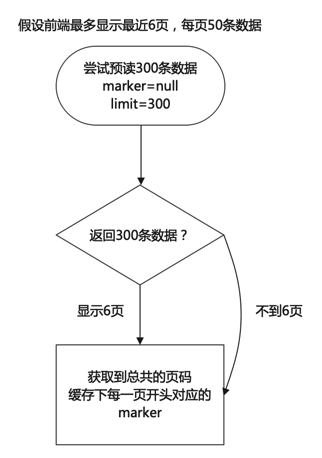 假设前端最多显示最近6页，每页50条数据
尝试预读300条数据
marker=null
limit=300
返回300条数据？
显示6页
不到6页
获取到总共的页码
缓存下每一页开头对应的
marker